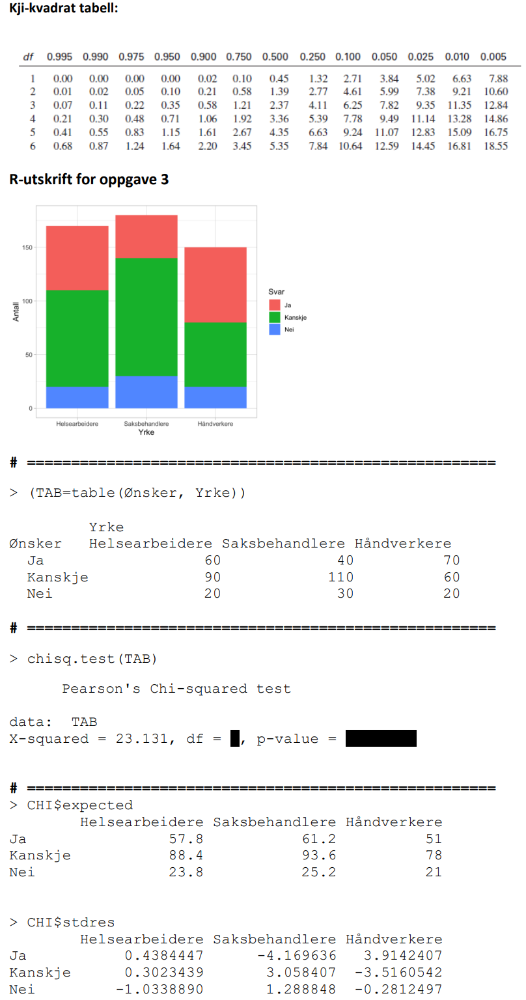 Kji-kvadrat tabell:
df 0.995 0.990 0.975 0.950 0.900 0.750 0.500 0.250 0.100 0.050 0.025 0.010 0.005
1 0.00 0.00 0.00 0.00 0.02 0.10 0.45 1.32 2.71 3.84 5.02 6.63 7.88
2 0.01 0.02 0.05 0.10 0.21 0.58 1.39 2.77 4.61 5.99 7.38 9.21 10.60
3 0.07 0.11 0.22 0.35 0.58 1.21 2.37 4.11 6.25 7.82 9.35 11.35 12.84
4 0.21 0.30 0.48 0.71 1.06 1.92 3.36 5.39 7.78 9.49 11.14 13.28 14.86
5 0.41 0.55 0.83 1.15 1.61 2.67 4.35 6.63 9.24 11.07 12.83 15.09 16.75
6 0.68 0.87 1.24 1.64 2.20 3.45 5.35 7.84 10.64 12.59 14.45 16.81 18.55
R-utskrift for oppgave 3
150
100
50
0
Antall
Helsearbeidere Saksbehandlere Håndverkere
Yrke
Svar
Ja
Kanskje
Nei
# =====================================================
> (TAB=table(Ønsker, Yrke))
Yrke
Ønsker Helsearbeidere Saksbehandlere Håndverkere
Ja 60 40 70
Kanskje 90 110 60
Nei 20 30 20
# =====================================================
> chisq.test(TAB)
Pearson's Chi-squared test
data: TAB
X-squared = 23.131, df = , p-value =
# =====================================================
> CHI$expected
Helsearbeidere Saksbehandlere Håndverkere
Ja 57.8 61.2 51
Kanskje 88.4 93.6 78
Nei 23.8 25.2 21
> CHI$stdres
Helsearbeidere Saksbehandlere Håndverkere
Ja 0.4384447 -4.169636 3.9142407
Kanskje 0.3023439 3.058407 -3.5160542
Nei -1.0338890 1.288848 -0.2812497